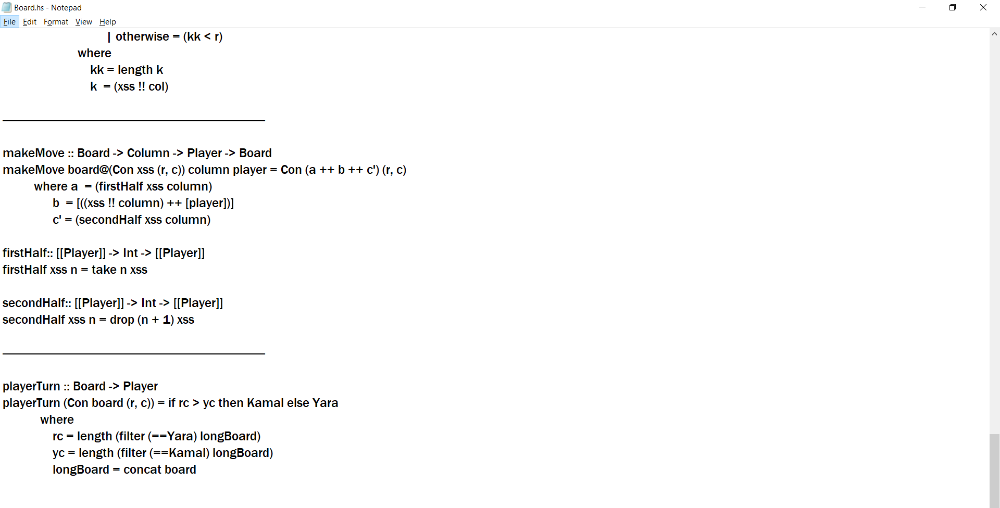 Board.hs - Notepad
File Edit Format View Help
| otherwise = (kk < r)
where
kk = length k
k  = (xss !! col)
__________________________________________
makeMove :: Board -> Column -> Player -> Board
makeMove board@(Con xss (r, c)) column player = Con (a ++ b ++ c') (r, c)
where a  = (firstHalf xss column)
b  = [((xss !! column) ++ [player])]
c' = (secondHalf xss column)
firstHalf:: [[Player]] -> Int -> [[Player]]
firstHalf xss n = take n xss
secondHalf:: [[Player]] -> Int -> [[Player]]
secondHalf xss n = drop (n + 1) xss
__________________________________________
playerTurn :: Board -> Player
playerTurn (Con board (r, c)) = if rc > yc then Kamal else Yara
where
rc = length (filter (==Yara) longBoard)
yc = length (filter (==Kamal) longBoard)
longBoard = concat board